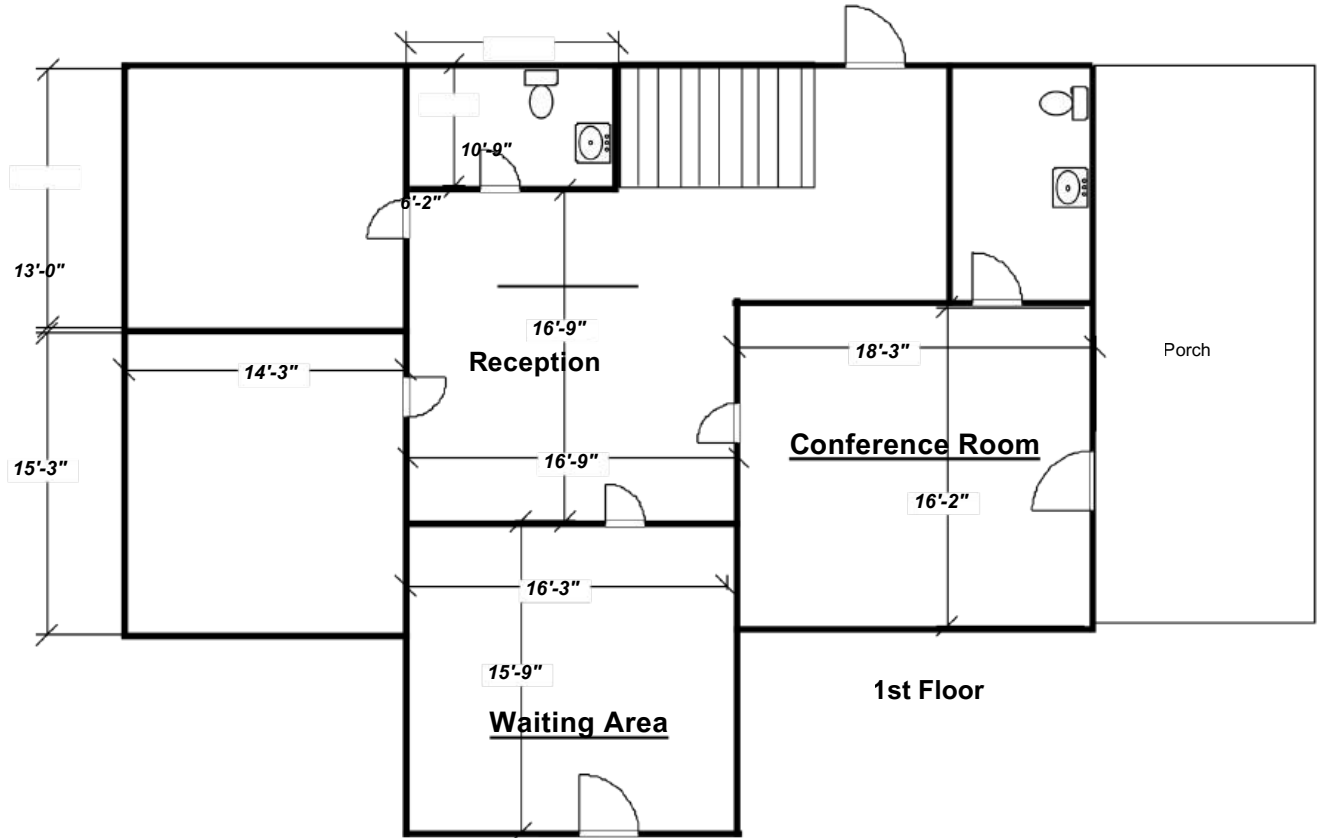 10'-9"
6'-2"
13'-0"
16'-9"
Reception
14'-3"
18'-3"
Porch
Conference Room
15'-3"
16'-9"
16'-2"
16'-3"
15'-9"
1st Floor
Waiting Area